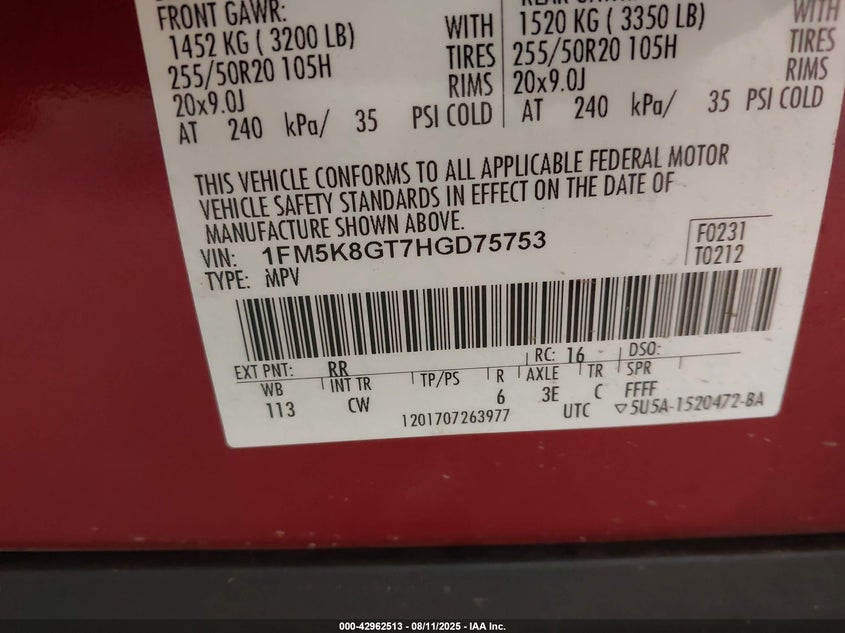 FRONT GAWR:
1452 KG ( 3200 LB) WITH
255/50R20 105H TIRES
20x9.0J RIMS
AT 240 kPa/ 35 PSI COLD
1520 KG ( 3350 LB) WITH
255/50R20 105H TIRES
20x9.0J RIMS
AT 240 kPa/ 35 PSI COLD
THIS VEHICLE CONFORMS TO ALL APPLICABLE FEDERAL MOTOR
VEHICLE SAFETY STANDARDS IN EFFECT ON THE DATE OF
MANUFACTURE SHOWN ABOVE.
VIN: 1FM5K8GT7HGD75753
F0231
T0212
TYPE: MPV
EXT PNT: RR RC: 16 DSO:
WB INT TR TP/PS R AXLE TR SPR
113 CW 6 3E C FFFF
1201707263977 UTC ▽5U5A-1520472-BA
000-42962513 - 08/11/2025 - IAA Inc.